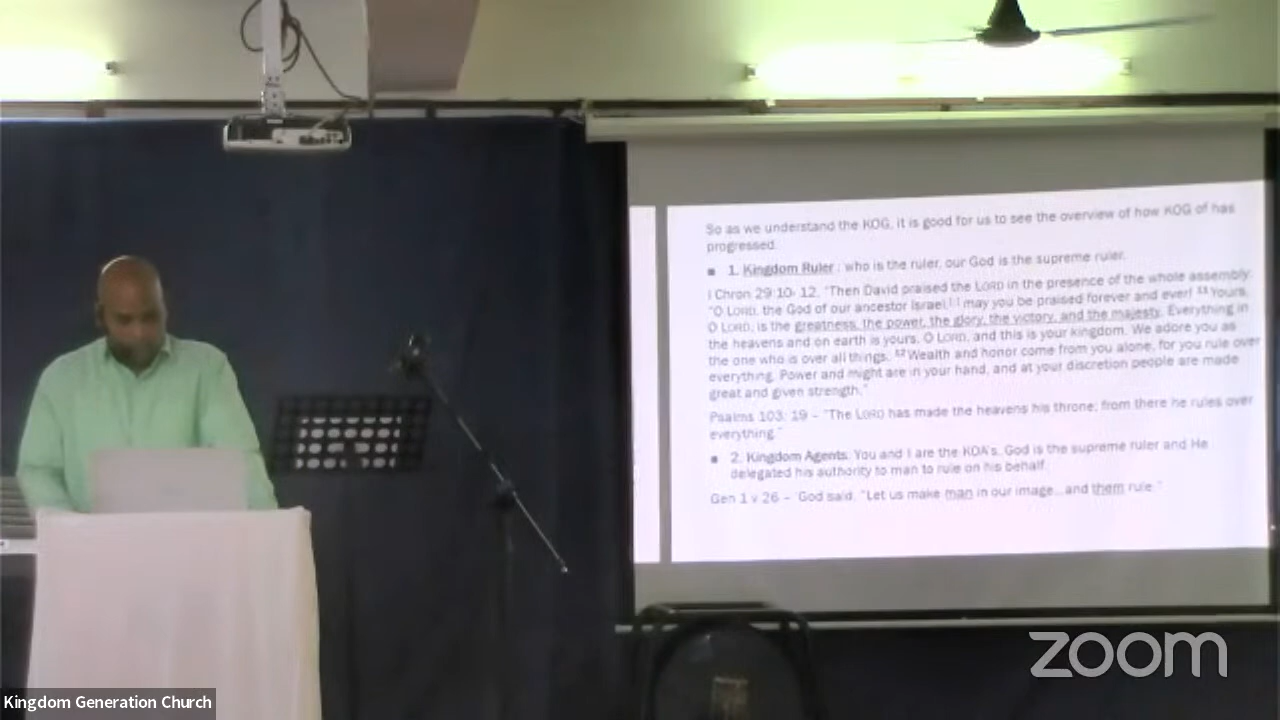 So as we understand the KOG, it is good for us to see the overview of how KOG of has
progressed.
1. Kingdom Ruler : who is the ruler, our God is the supreme ruler.
I Chron 29:10- 12, "Then David praised the LORD in the presence of the whole assembly:
"O LORD, the God of our ancestor Israel,[ ] may you be praised forever and ever! 11 Yours,
O LORD, is the greatness, the power, the glory, the victory, and the majesty. Everything in
the heavens and on earth is yours, O LORD, and this is your kingdom. We adore you as
the one who is over all things. 12 Wealth and honor come from you alone, for you rule over
everything. Power and might are in your hand, and at your discretion people are made
great and given strength."
Psalms 103: 19 – "The LORD has made the heavens his throne; from there he rules over
everything."
2. Kingdom Agents. You and I are the KDA's. God is the supreme ruler and He
delegated his authority to man to rule on his behalf.
Gen 1 v 26 – 'God said, "Let us make man in our image...and them rule."
zoom
Kingdom Generation Church